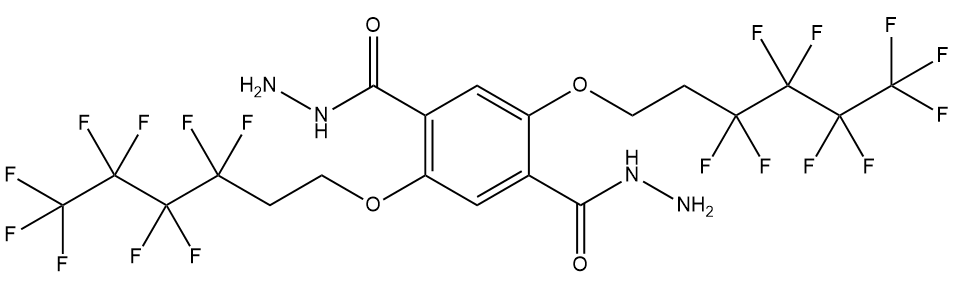 O F
F F F
H₂N O
N
H F
F F F F H F F F F
F N
F O NH₂
F F F F F O